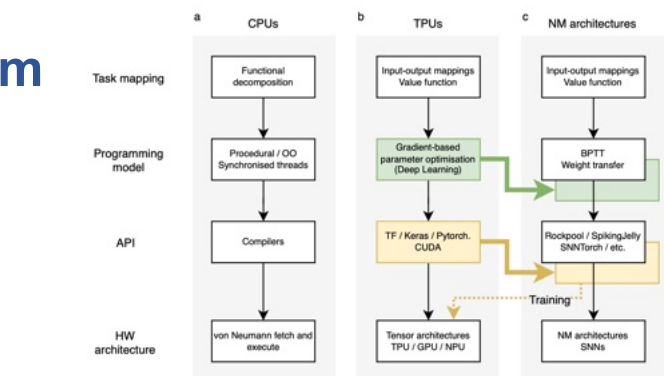 m
a
CPUs
b
TPUs
c
NM architectures
Task mapping
Functional
decomposition
Input-output mappings
Value function
Input-output mappings
Value function
Programming
model
Procedural / OO
Synchronised threads
Gradient-based
parameter optimisation
(Deep Learning)
BPTT
Weight transfer
API
Compilers
TF / Keras / Pytorch.
CUDA
Rockpool / SpikingJelly
SNNTorch / etc.
Training
HW
architecture
von Neumann fetch and
execute
Tensor architectures
TPU / GPU / NPU
NM architectures
SNNs